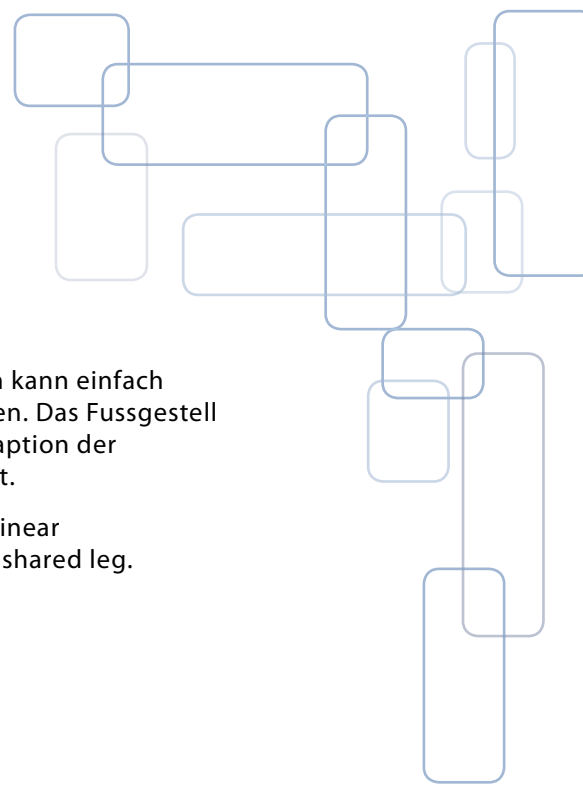 kann einfach
en. Das Fussgestell
aption der
t.
inear
shared leg.